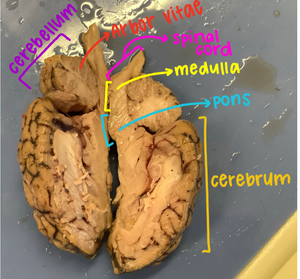 cerebellum
Arbor vitae
spinal
cord
medulla
pons
cerebrum